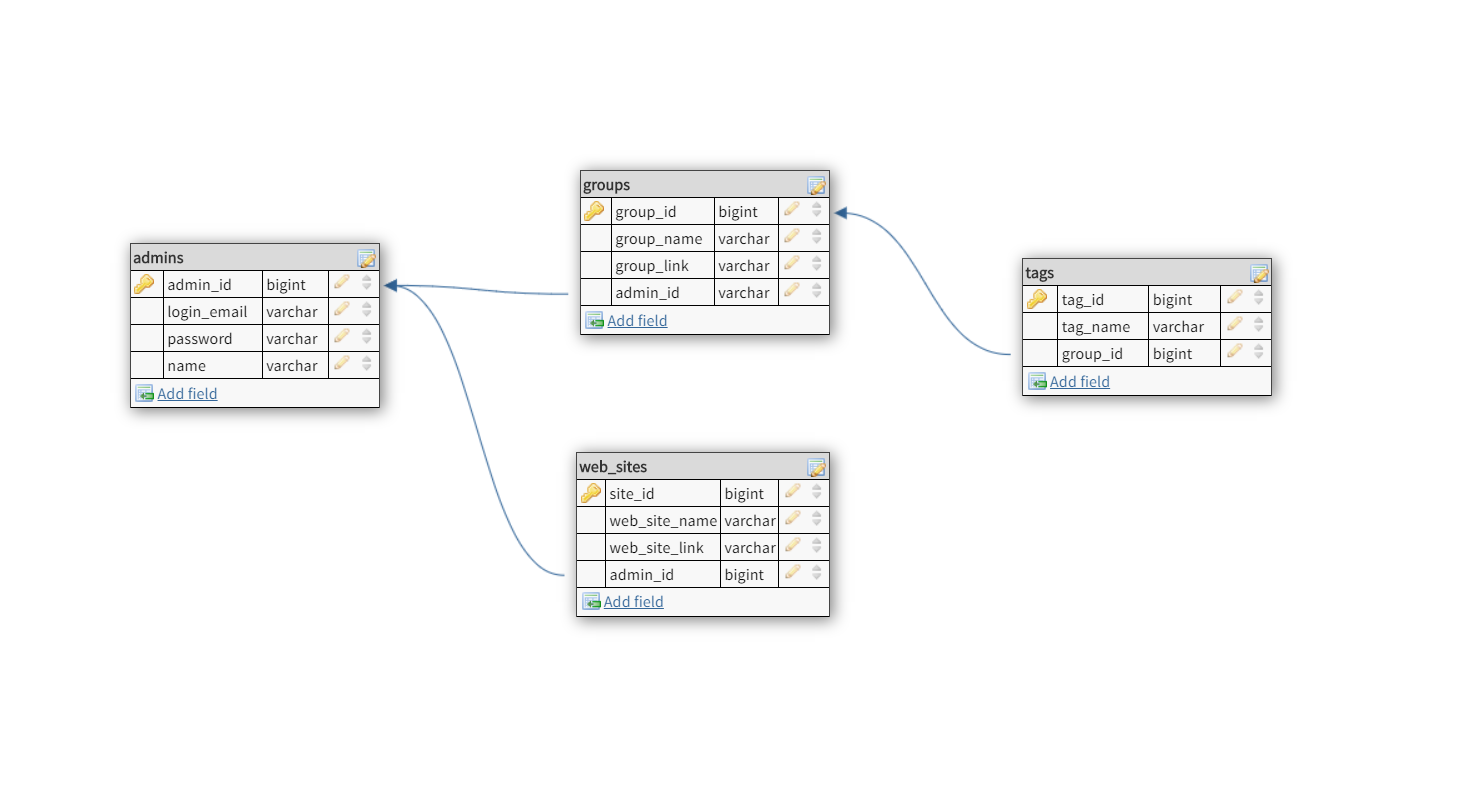 groups
group_id bigint
group_name varchar
group_link varchar
admin_id varchar
Add field
admins
admin_id bigint
login_email varchar
password varchar
name varchar
Add field
tags
tag_id bigint
tag_name varchar
group_id bigint
Add field
web_sites
site_id bigint
web_site_name varchar
web_site_link varchar
admin_id bigint
Add field